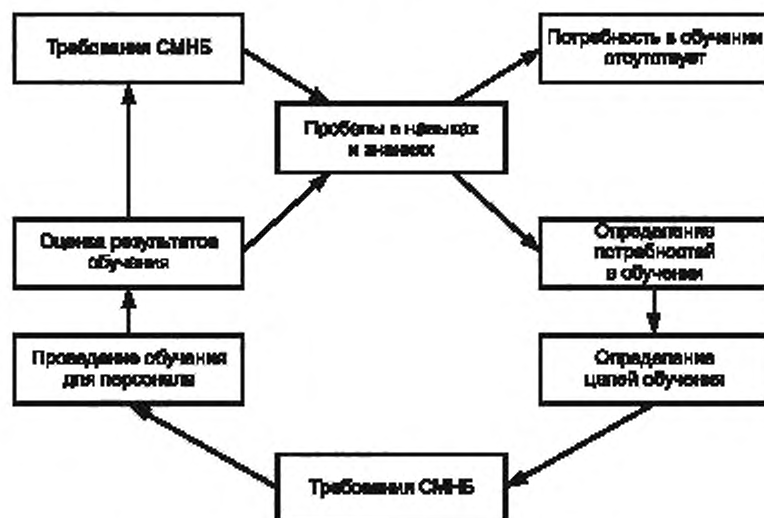 Требования СМНБ
Потребность в обучении
отсутствует
Пробелы в навыках
и знаниях
Оценка результатов
обучения
Определение
потребностей
в обучении
Проведение обучения
для персонала
Определение
целей обучения
Требования СМНБ